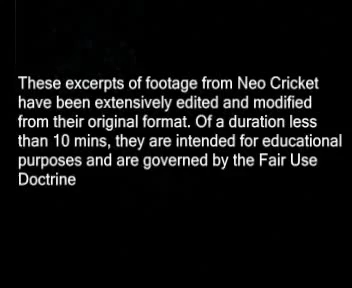 These excerpts of footage from Neo Cricket
have been extensively edited and modified
from their original format. Of a duration less
than 10 mins, they are intended for educational
purposes and are governed by the Fair Use
Doctrine